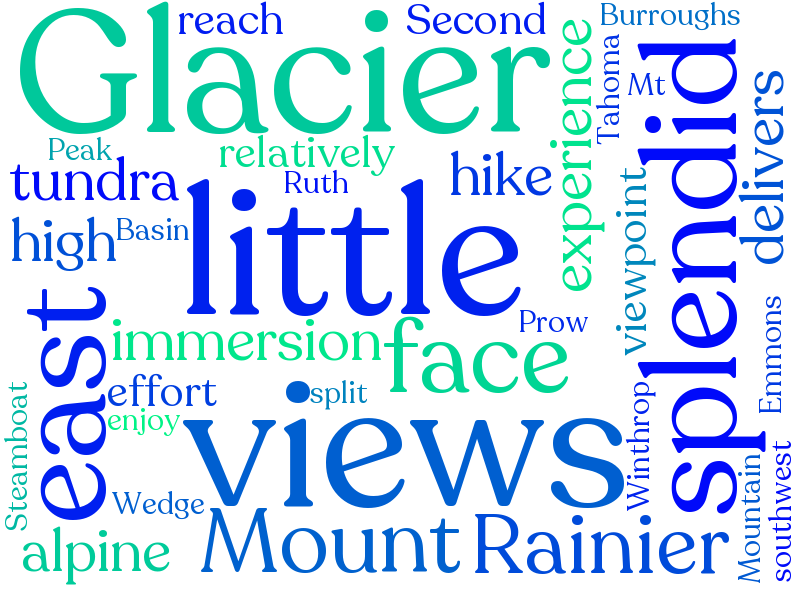 Glacier
reach
Second
Burroughs
experience
Tahoma
Mt
splendid
delivers
Peak
relatively
tundra
Ruth
hike
little
viewpoint
high
Basin
east
immersion
face
Prow
Emmons
effort
split
enjoy
views
Winthrop
Steamboat
Wedge
Mount
Rainier
Mountain
southwest
alpine